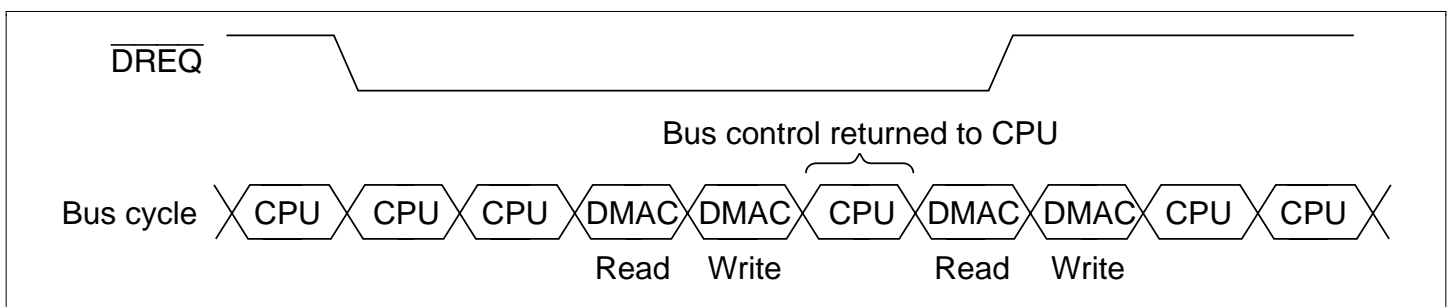 DREQ
Bus control returned to CPU
Bus cycle CPU CPU CPU DMAC DMAC CPU DMAC DMAC CPU CPU
Read Write Read Write